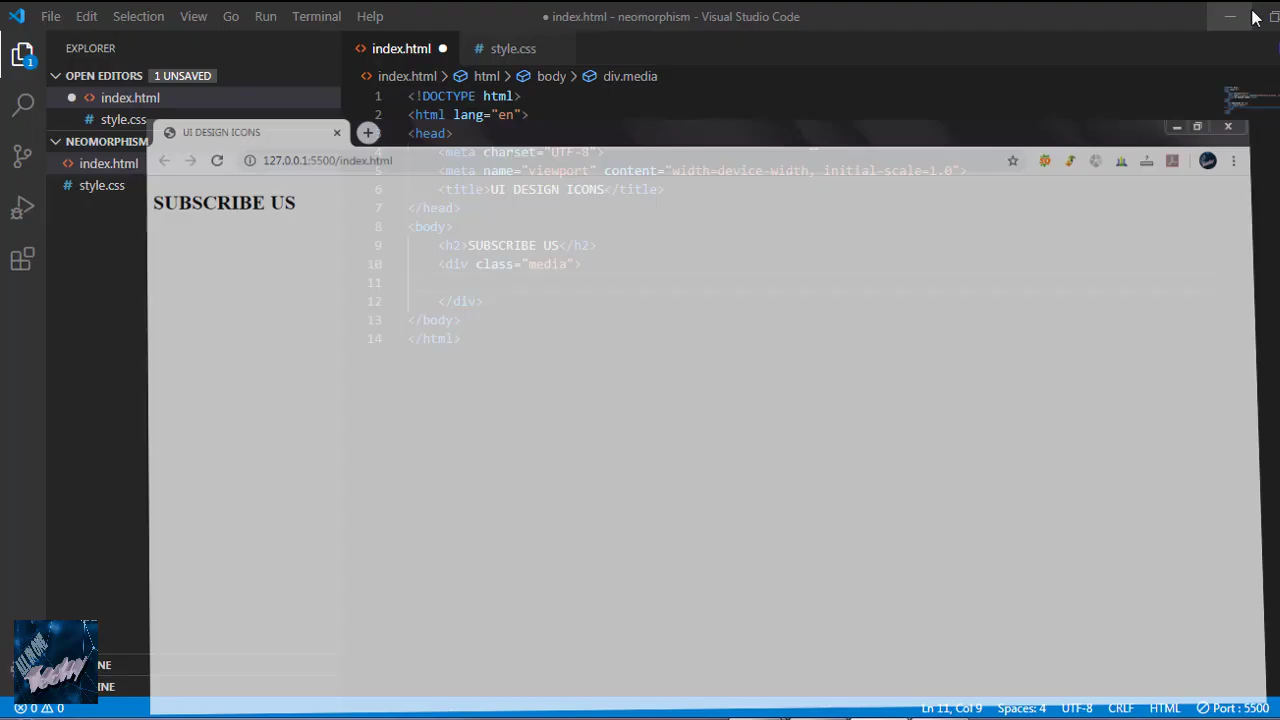 File Edit Selection View Go Run Terminal Help
● index.html - neomorphism - Visual Studio Code
EXPLORER
index.html ● style.css
OPEN EDITORS 1 UNSAVED
index.html
style.css
NEOMORPHISM
index.html
style.css
index.html > html > body > div.media
1 <!DOCTYPE html>
2 <html lang="en">
<head>
4 <meta charset="UTF-8">
5 <meta name="viewport" content="width=device-width, initial-scale=1.0">
6 <title>UI DESIGN ICONS</title>
7 </head>
8 <body>
9 <h2>SUBSCRIBE US</h2>
10 <div class="media">
11
12 </div>
13 </body>
14 </html>
UI DESIGN ICONS
127.0.0.1:5500/index.html
SUBSCRIBE US
1
NE
INE
ALL IN ONE
Techy
0 0
Ln 11, Col 9 Spaces: 4 UTF-8 CRLF HTML Port : 5500